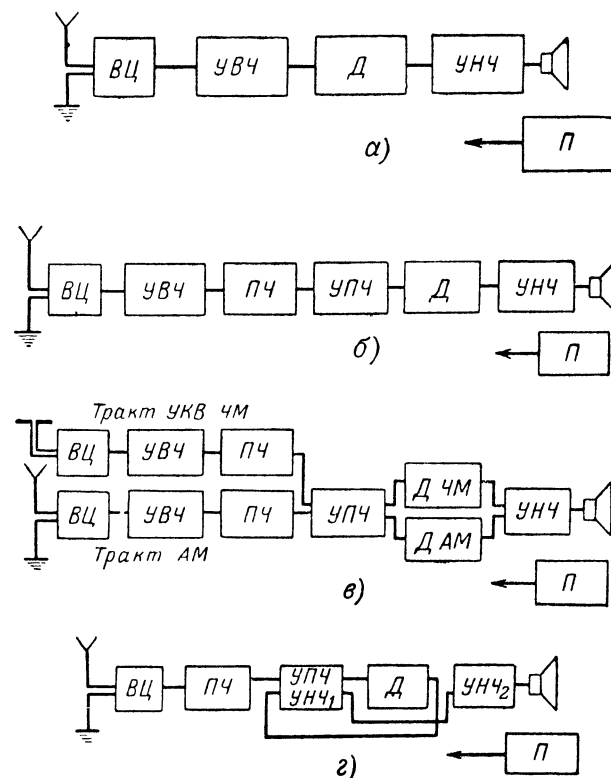 ВЦ УВЧ Д УНЧ
а) П
ВЦ УВЧ ПЧ УПЧ Д УНЧ
б) П
Тракт УКВ ЧМ
ВЦ УВЧ ПЧ
Д ЧМ
ВЦ УВЧ ПЧ УПЧ УНЧ
Д АМ
Тракт АМ
в) П
ВЦ ПЧ УПЧ Д УНЧ₂
УНЧ₁
г) П